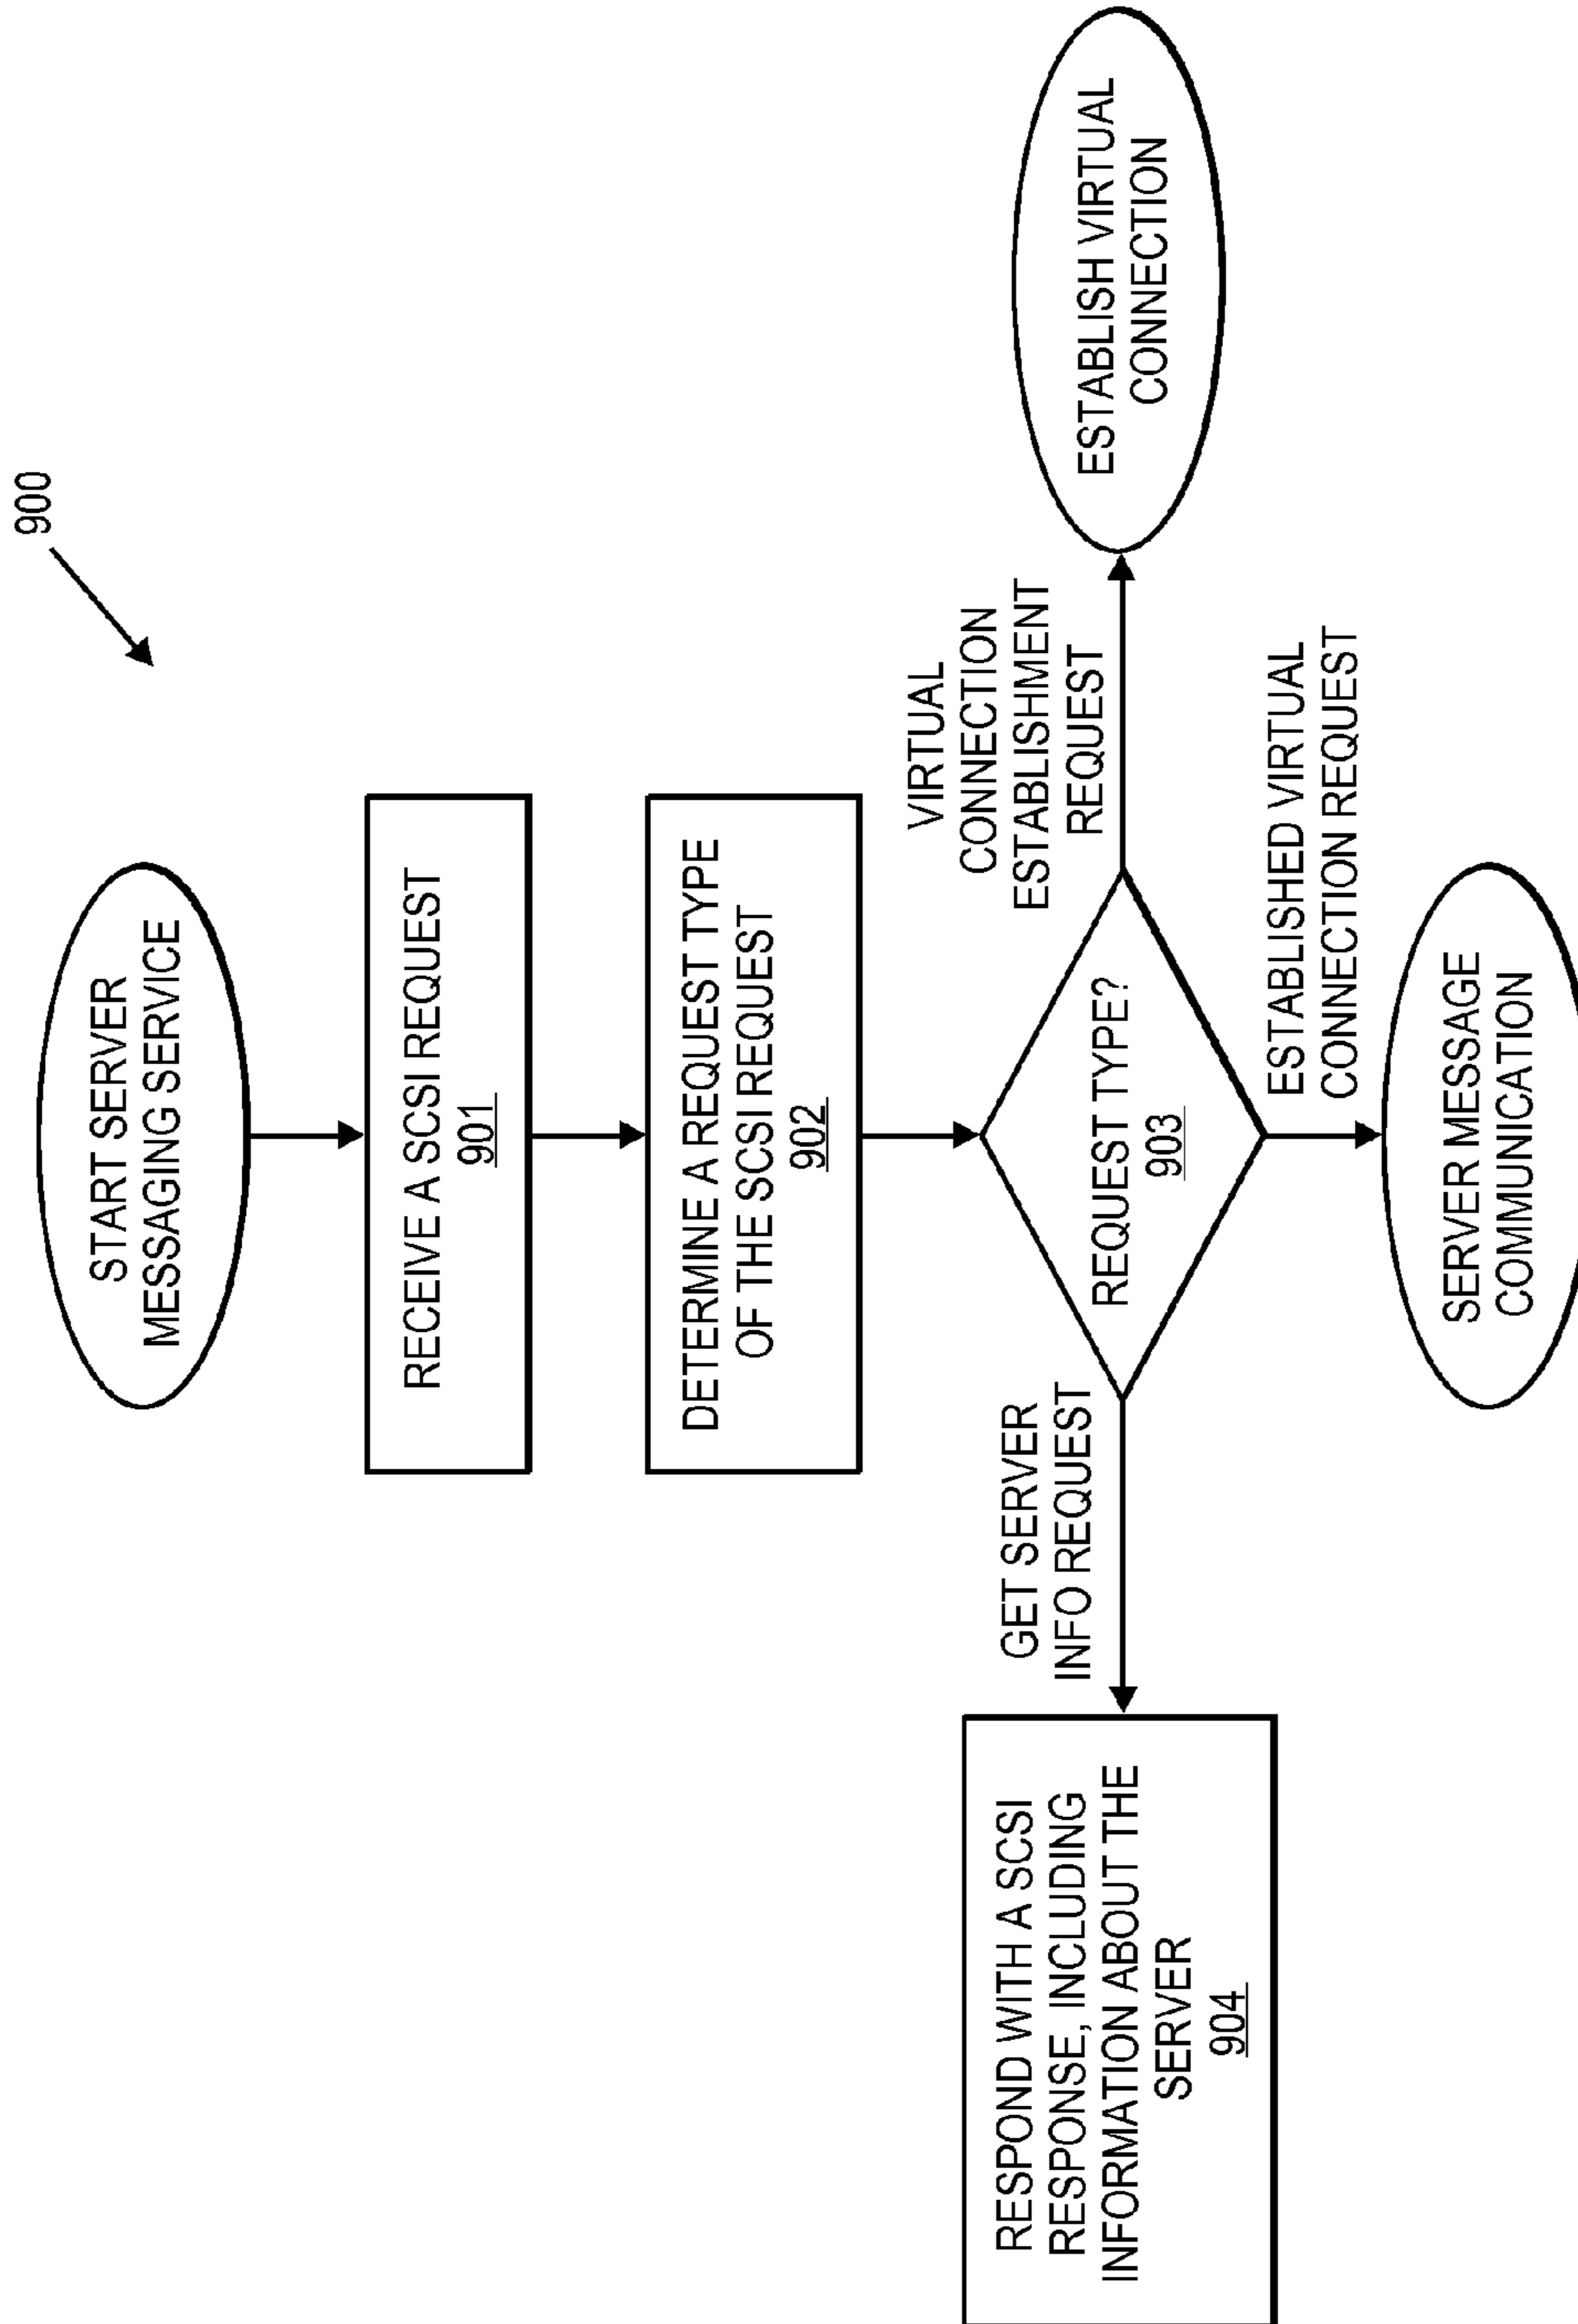 900
START SERVER
MESSAGING SERVICE
RECEIVE A SCSI REQUEST
901
DETERMINE A REQUEST TYPE
OF THE SCSI REQUEST
902
GET SERVER
INFO REQUEST
REQUEST TYPE?
903
VIRTUAL
CONNECTION
ESTABLISHMENT
REQUEST
RESPOND WITH A SCSI
RESPONSE, INCLUDING
INFORMATION ABOUT THE
SERVER
904
ESTABLISH VIRTUAL
CONNECTION
ESTABLISHED VIRTUAL
CONNECTION REQUEST
SERVER MESSAGE
COMMUNICATION